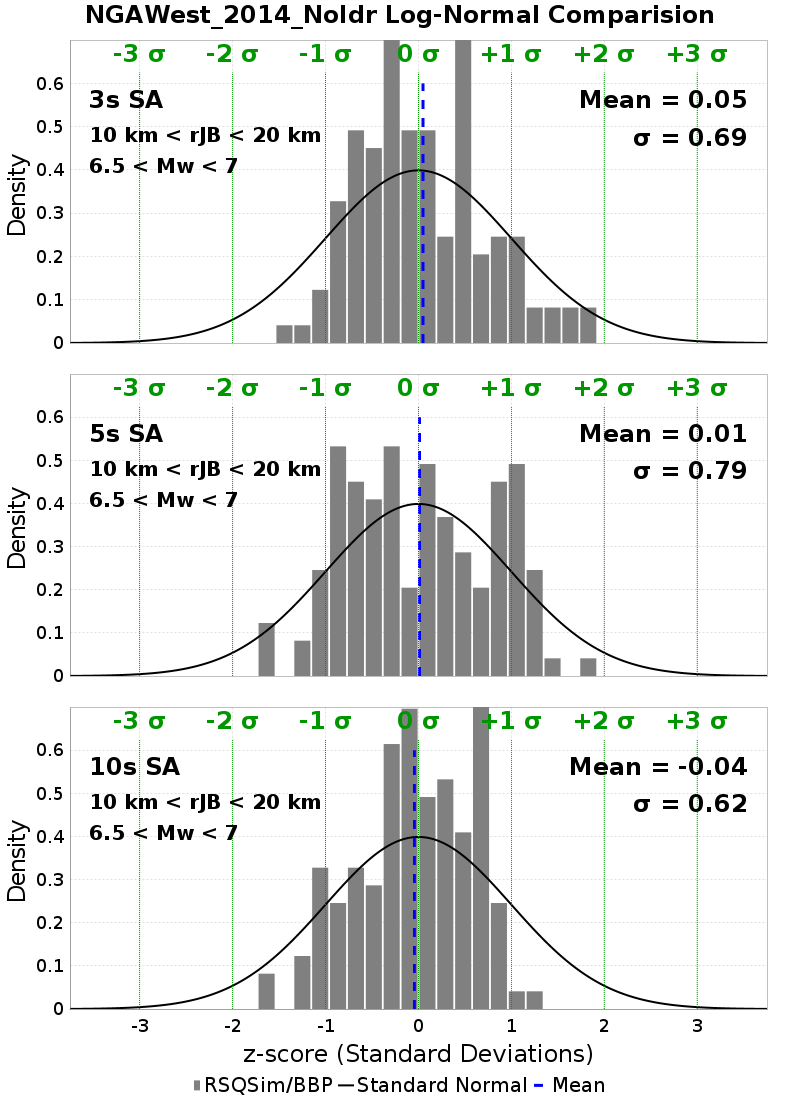 NGAWest_2014_NoIdr Log-Normal Comparision
-3 σ -2 σ -1 σ 0 σ +1 σ +2 σ +3 σ
3s SA
10 km < rJB < 20 km
6.5 < Mw < 7
Mean = 0.05
σ = 0.69
Density
0.6
0.5
0.4
0.3
0.2
0.1
0
-3 σ -2 σ -1 σ 0 σ +1 σ +2 σ +3 σ
5s SA
10 km < rJB < 20 km
6.5 < Mw < 7
Mean = 0.01
σ = 0.79
Density
0.6
0.5
0.4
0.3
0.2
0.1
0
-3 σ -2 σ -1 σ 0 σ +1 σ +2 σ +3 σ
10s SA
10 km < rJB < 20 km
6.5 < Mw < 7
Mean = -0.04
σ = 0.62
Density
0.6
0.5
0.4
0.3
0.2
0.1
0
-3 -2 -1 0 1 2 3
z-score (Standard Deviations)
RSQSim/BBP Standard Normal Mean